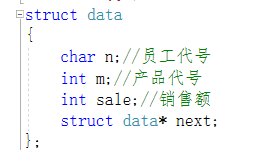 struct data
{
char n;//员工代号
int m;//产品代号
int sale;//销售额
struct data* next;
};